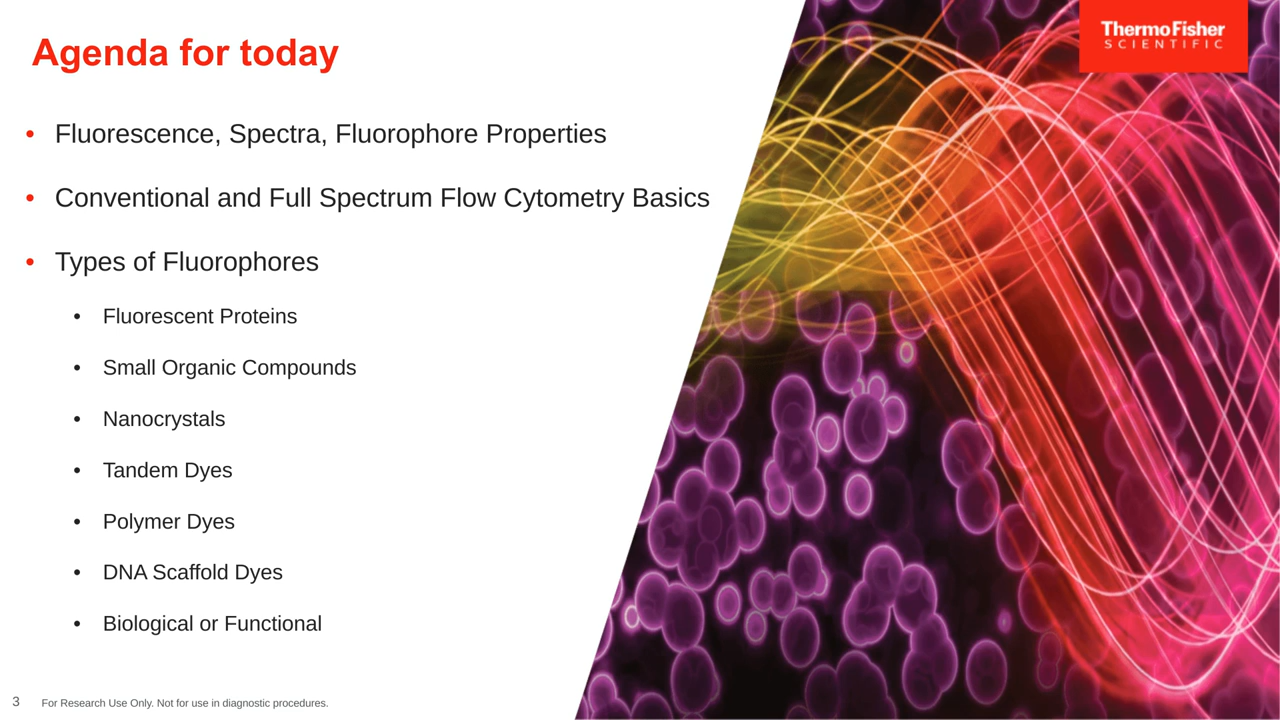 Agenda for today
ThermoFisher
SCIENTIFIC
• Fluorescence, Spectra, Fluorophore Properties
• Conventional and Full Spectrum Flow Cytometry Basics
• Types of Fluorophores
• Fluorescent Proteins
• Small Organic Compounds
• Nanocrystals
• Tandem Dyes
• Polymer Dyes
• DNA Scaffold Dyes
• Biological or Functional
3 For Research Use Only. Not for use in diagnostic procedures.